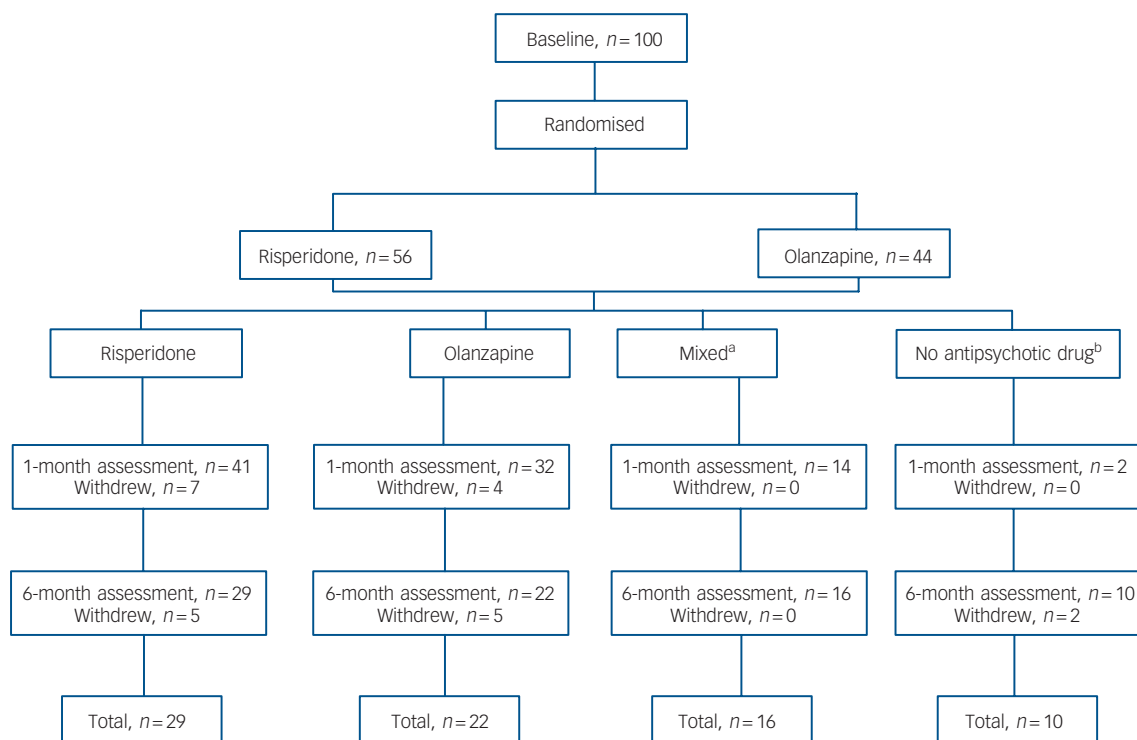 Baseline, n=100
Randomised
Risperidone, n=56
Olanzapine, n=44
Risperidone
Olanzapine
Mixedᵃ
No antipsychotic drugᵇ
1-month assessment, n=41
Withdrew, n=7
1-month assessment, n=32
Withdrew, n=4
1-month assessment, n=14
Withdrew, n=0
1-month assessment, n=2
Withdrew, n=0
6-month assessment, n=29
Withdrew, n=5
6-month assessment, n=22
Withdrew, n=5
6-month assessment, n=16
Withdrew, n=0
6-month assessment, n=10
Withdrew, n=2
Total, n=29
Total, n=22
Total, n=16
Total, n=10